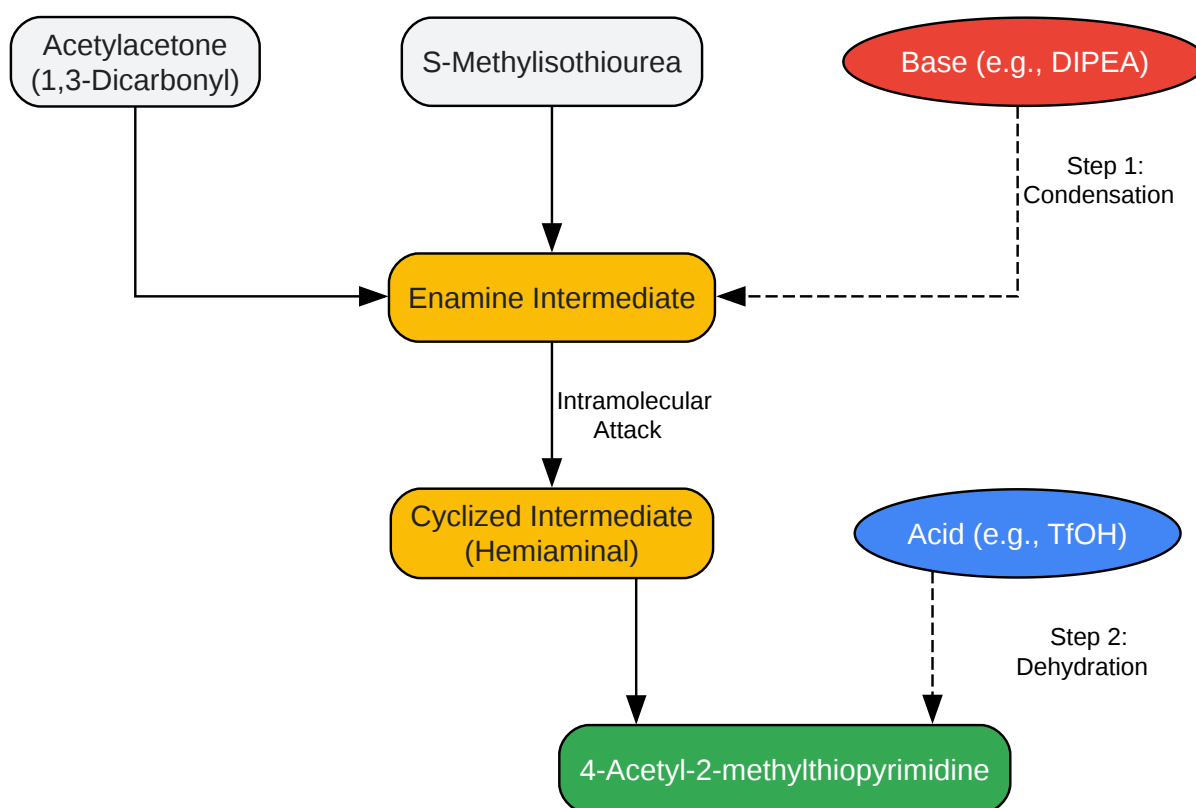 Acetylacetone
(1,3-Dicarbonyl)
S-Methylisothiourea
Base (e.g., DIPEA)
Step 1:
Condensation
Enamine Intermediate
Intramolecular
Attack
Cyclized Intermediate
(Hemiaminal)
Acid (e.g., TfOH)
Step 2:
Dehydration
4-Acetyl-2-methylthiopyrimidine